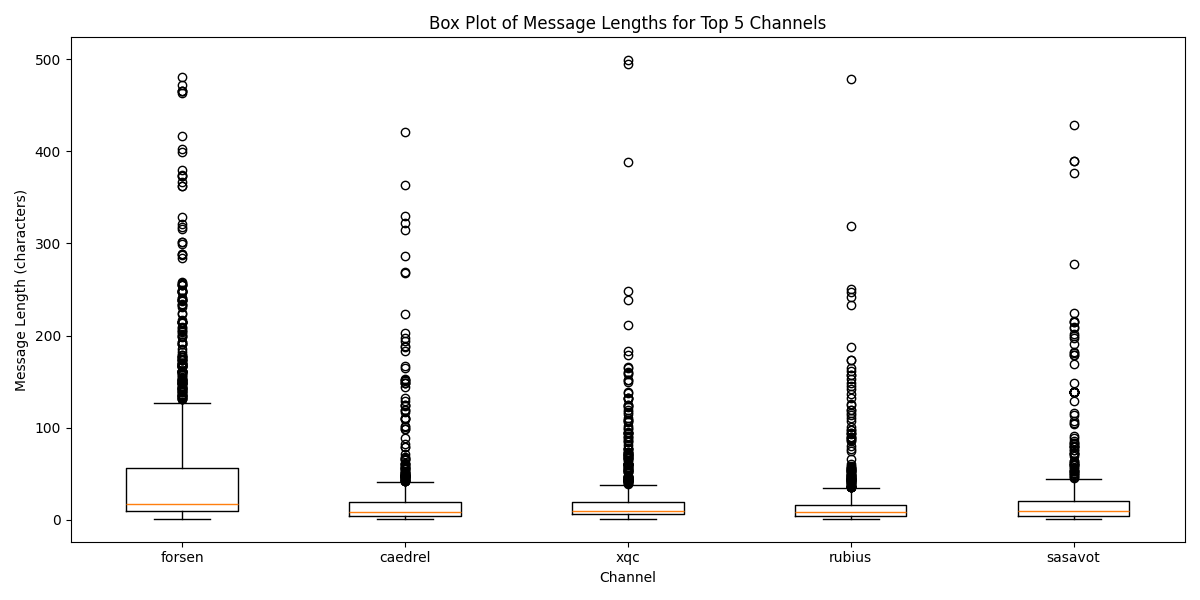 Box Plot of Message Lengths for Top 5 Channels
Message Length (characters)
500
400
300
200
100
0
forsen caedrel xqc rubius sasavot
Channel